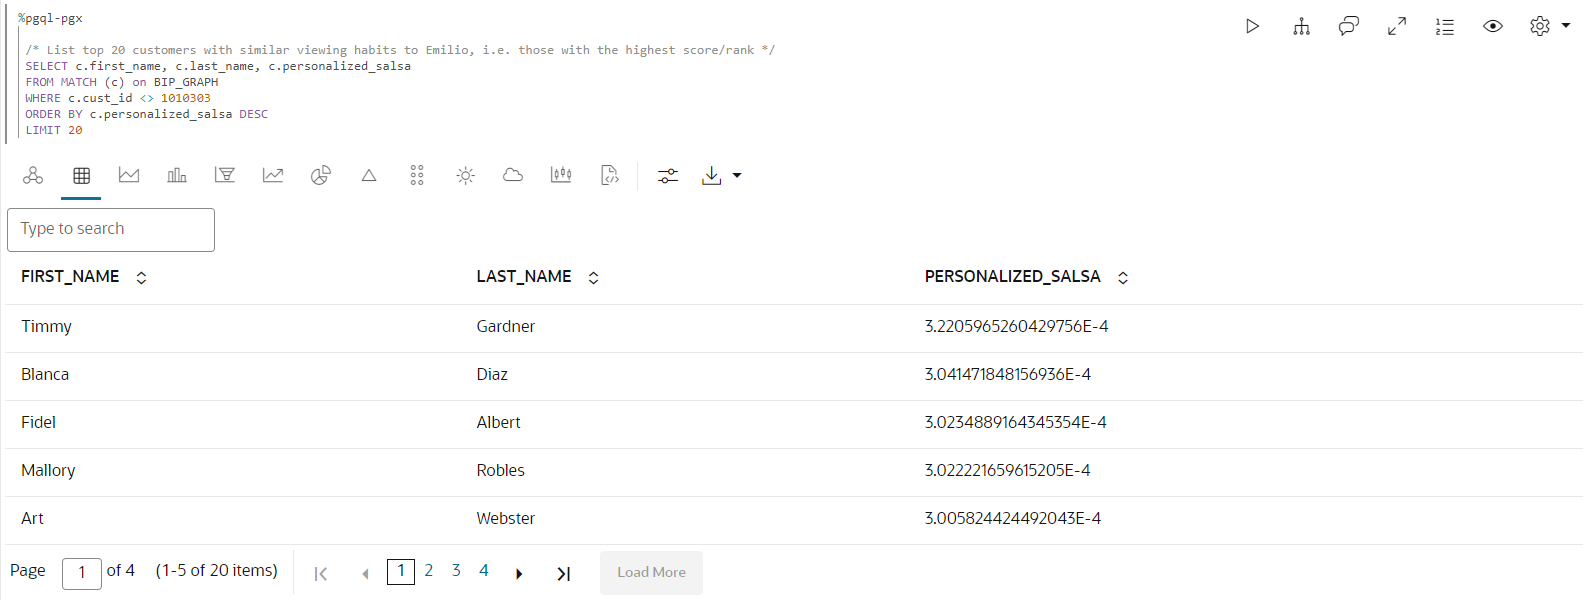 %pgql-pgx
/* List top 20 customers with similar viewing habits to Emilio, i.e. those with the highest score/rank */
SELECT c.first_name, c.last_name, c.personalized_salsa
FROM MATCH (c) on BIP_GRAPH
WHERE c.cust_id <> 1010303
ORDER BY c.personalized_salsa DESC
LIMIT 20
Type to search
FIRST_NAME LAST_NAME PERSONALIZED_SALSA
Timmy Gardner 3.2205965260429756E-4
Blanca Diaz 3.041471848156936E-4
Fidel Albert 3.0234889164345354E-4
Mallory Robles 3.022221659615205E-4
Art Webster 3.005824424492043E-4
Page 1 of 4 (1-5 of 20 items) 1 2 3 4 Load More